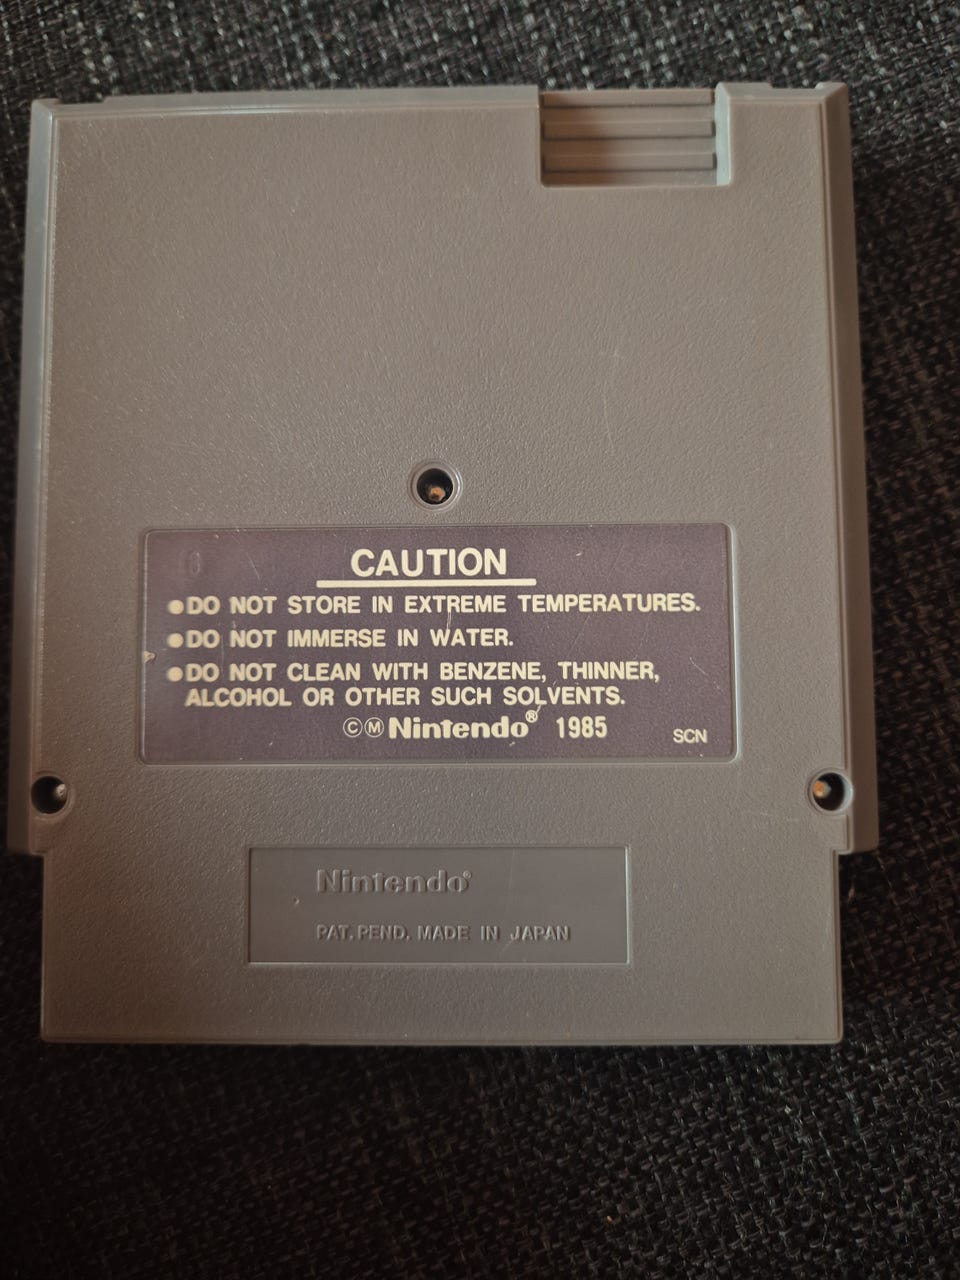 CAUTION
●DO NOT STORE IN EXTREME TEMPERATURES.
●DO NOT IMMERSE IN WATER.
●DO NOT CLEAN WITH BENZENE, THINNER,
ALCOHOL OR OTHER SUCH SOLVENTS.
©Ⓜ Nintendo® 1985
SCN
Nintendo®
PAT. PEND. MADE IN JAPAN